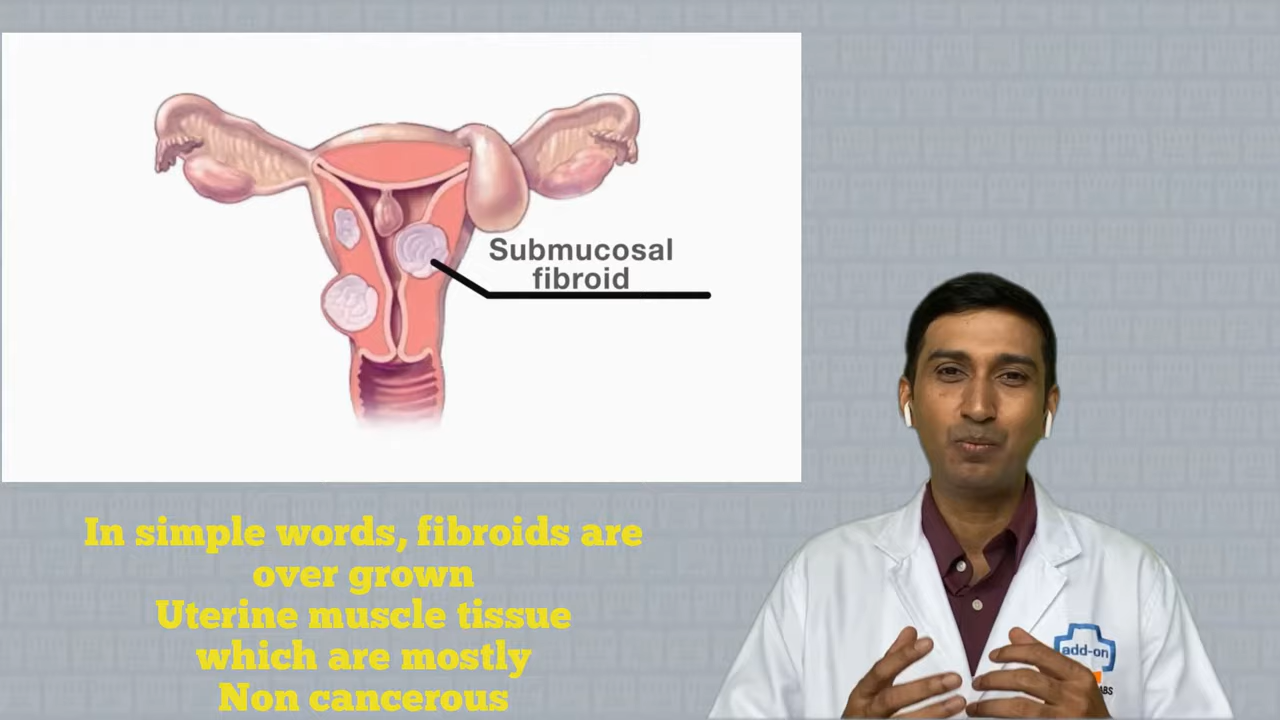 Submucosal
fibroid
In simple words, fibroids are
over grown
Uterine muscle tissue
which are mostly
Non cancerous
add-on